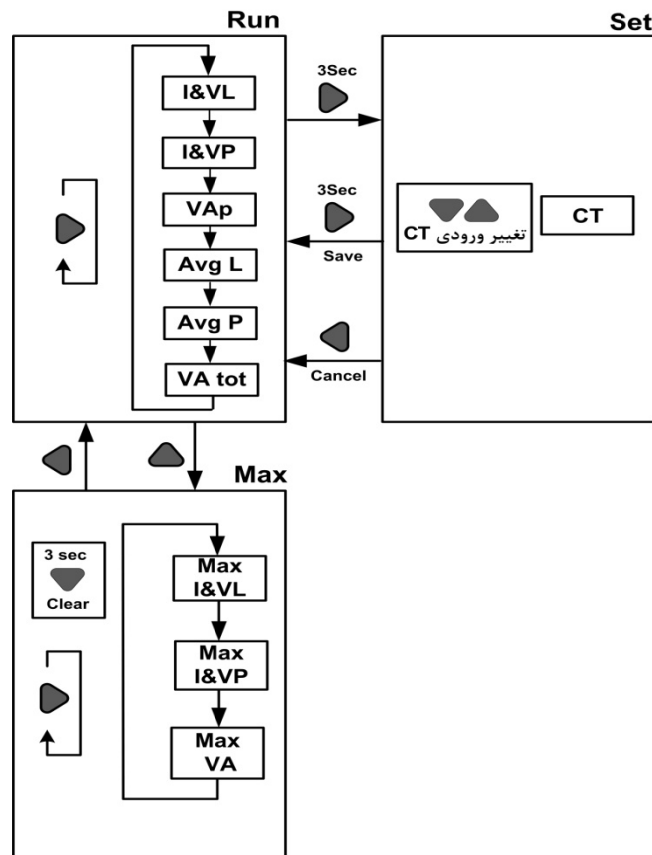 Run
I&VL
I&VP
VAp
Avg L
Avg P
VA tot
3Sec
3Sec
Save
Cancel
Set
تغییر ورودی CT
CT
Max
3 sec
Clear
Max
I&VL
Max
I&VP
Max
VA